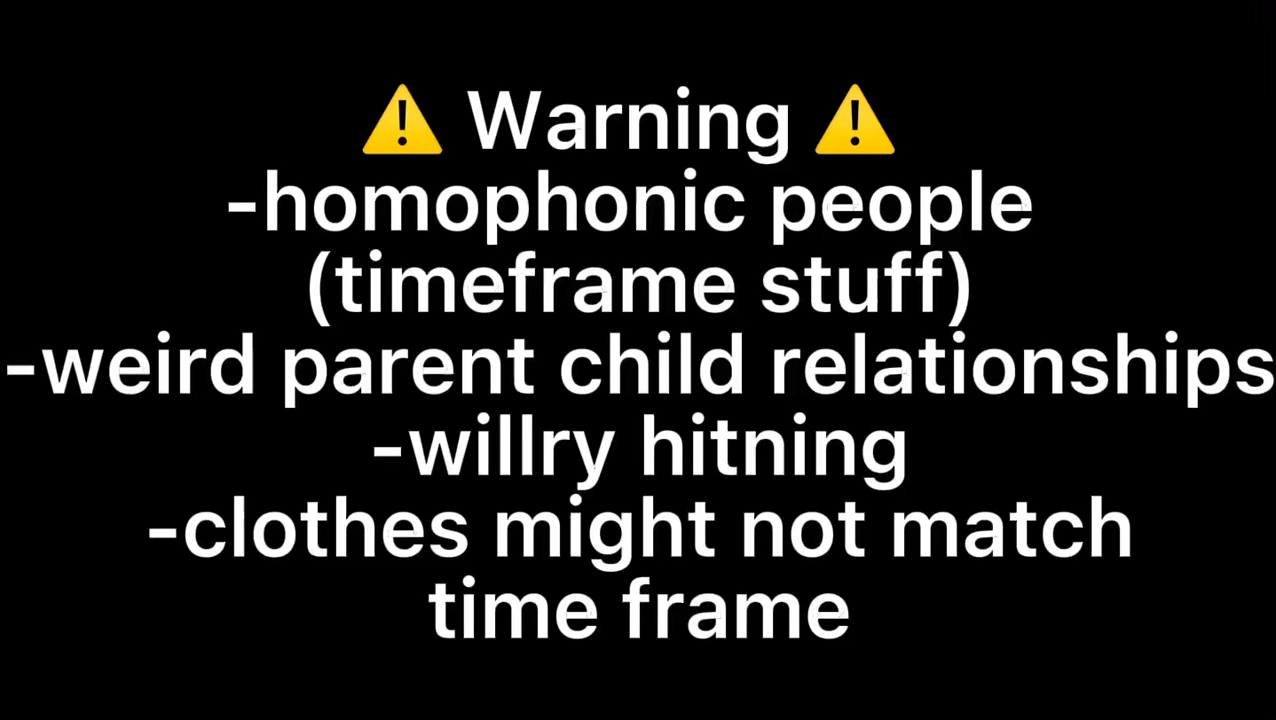 ⚠️ Warning ⚠️
-homophonic people
(timeframe stuff)
-weird parent child relationships
-willry hitning
-clothes might not match
time frame